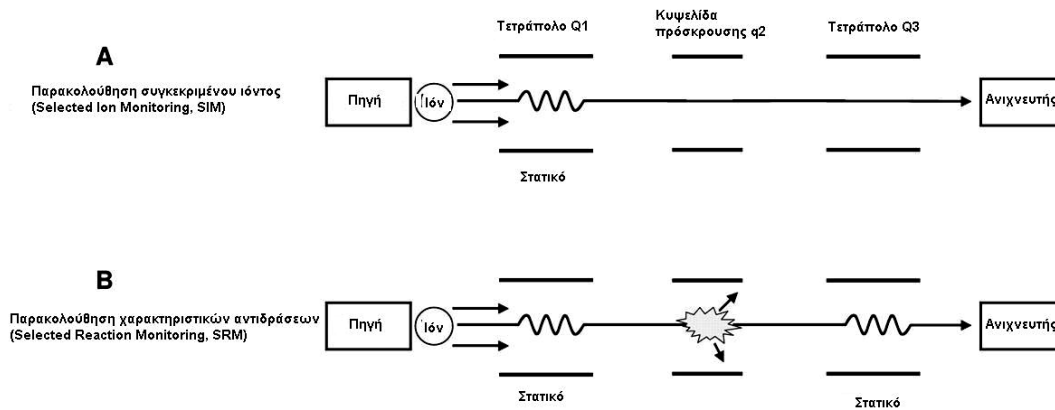 Τετράπολο Q1
Κυψελίδα
πρόσκρουσης q2
Τετράπολο Q3
A
Παρακολούθηση συγκεκριμένου ιόντος
(Selected Ion Monitoring, SIM)
Πηγή
Ιόν
Ανιχνευτής
Στατικό
B
Παρακολούθηση χαρακτηριστικών αντιδράσεων
(Selected Reaction Monitoring, SRM)
Πηγή
Ιόν
Ανιχνευτής
Στατικό
Στατικό